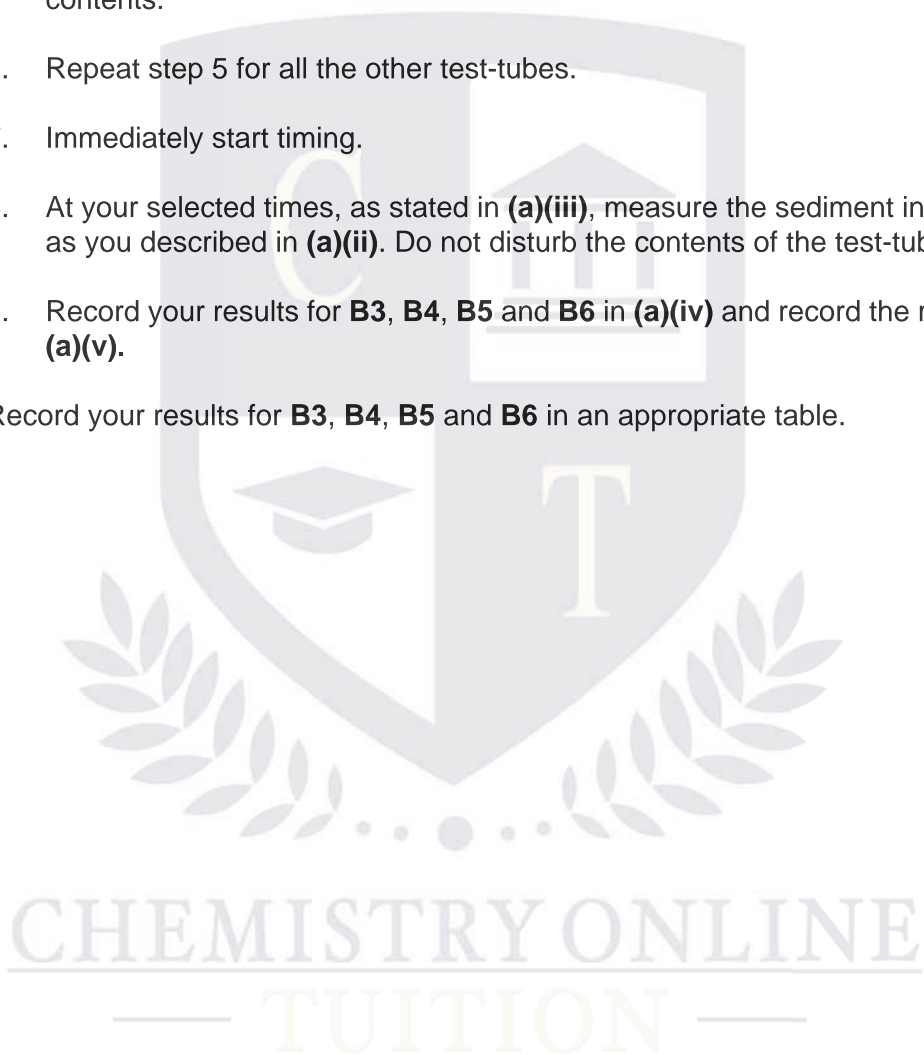 contents.
. Repeat step 5 for all the other test-tubes.
. Immediately start timing.
. At your selected times, as stated in (a)(iii), measure the sediment in
as you described in (a)(ii). Do not disturb the contents of the
. Record your results for B3, B4, B5 and B6 in (a)(iv) and record the
(a)(v).
Record your results for B3, B4, B5 and B6 in an appropriate table.
C
T
CHEMISTRY ONLINE
TUITION